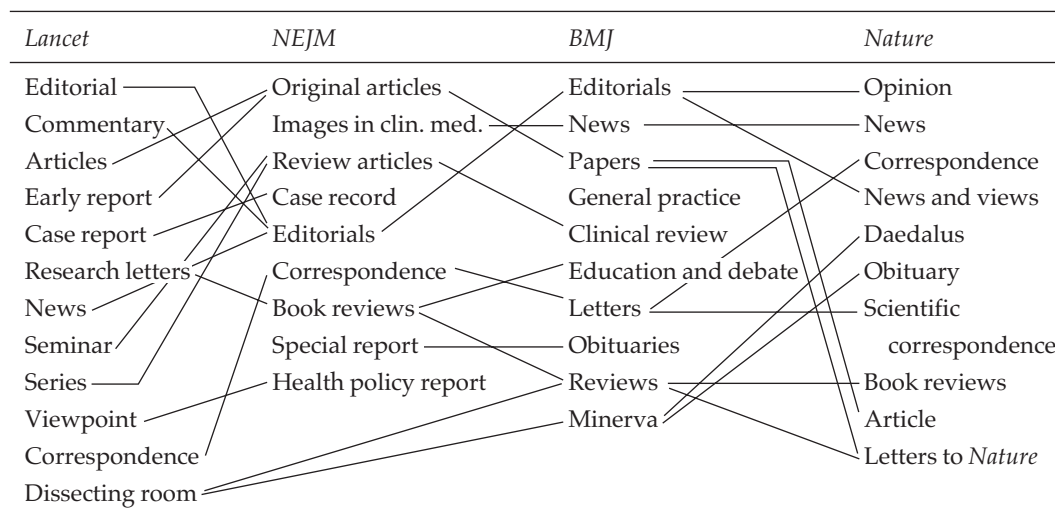 Lancet NEJM BMJ Nature
Editorial Original articles Editorials Opinion
Commentary Images in clin. med. News News
Articles Review articles Papers Correspondence
Early report Case record General practice News and views
Case report Editorials Clinical review Daedalus
Research letters Correspondence Education and debate Obituary
News Book reviews Letters Scientific
Seminar Special report Obituaries correspondence
Series Health policy report Reviews Book reviews
Viewpoint Minerva Article
Correspondence Letters to Nature
Dissecting room